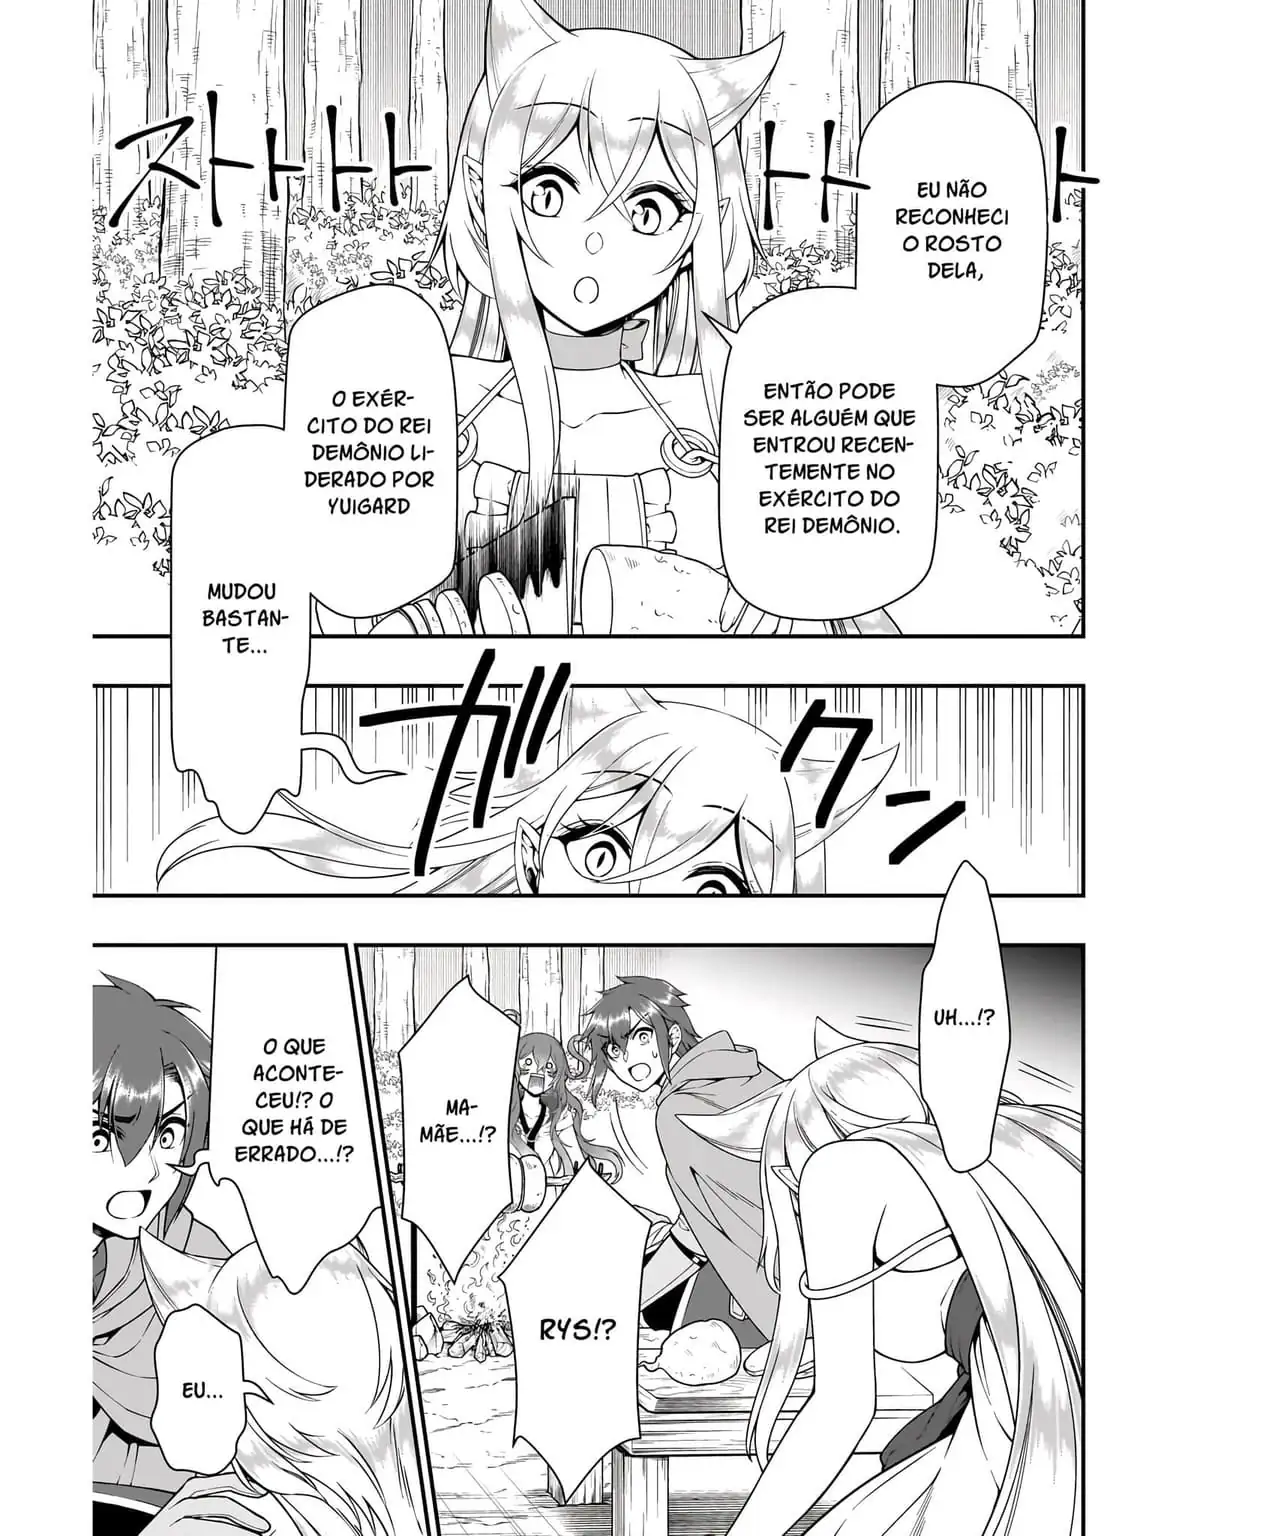 ストトトト
トト
ト
EU NÃO
RECONHECI
O ROSTO
DELA,
ENTÃO PODE
SER ALGUÉM QUE
ENTROU RECEN-
TEMENTE NO
EXÉRCITO DO
REI DEMÔNIO.
O EXÉR-
CITO DO REI
DEMÔNIO LI-
DERADO POR
YUIGARD
MUDOU
BASTAN-
TE...
ガクン
UH...!?
MA-
MÃE...!?
RYS!?
O QUE
ACONTE-
CEU!? O
QUE HÁ DE
ERRADO...!?
EU...